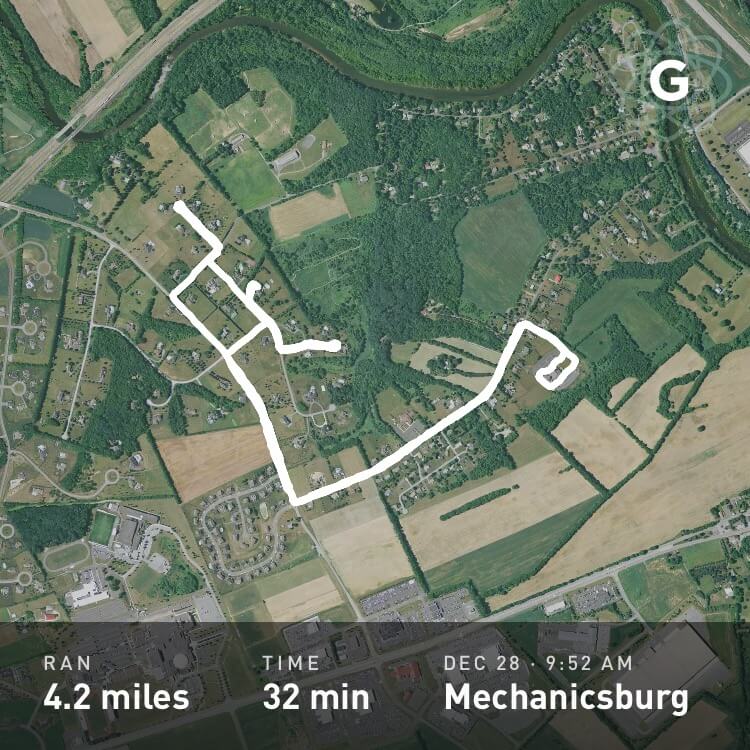 G
RAN
4.2 miles
TIME
32 min
DEC 28 · 9:52 AM
Mechanicsburg